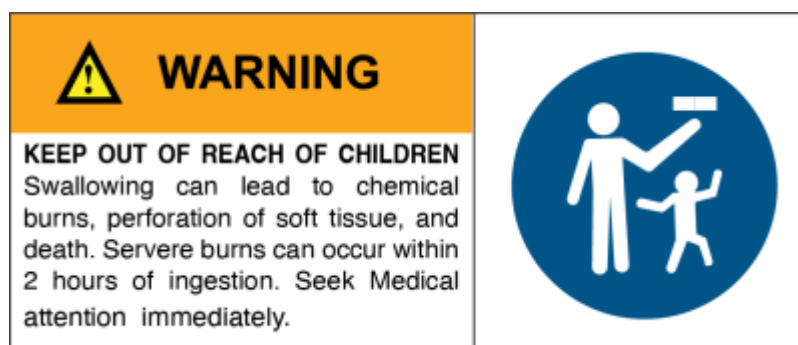 WARNING
KEEP OUT OF REACH OF CHILDREN
Swallowing can lead to chemical
burns, perforation of soft tissue, and
death. Servere burns can occur within
2 hours of ingestion. Seek Medical
attention immediately.